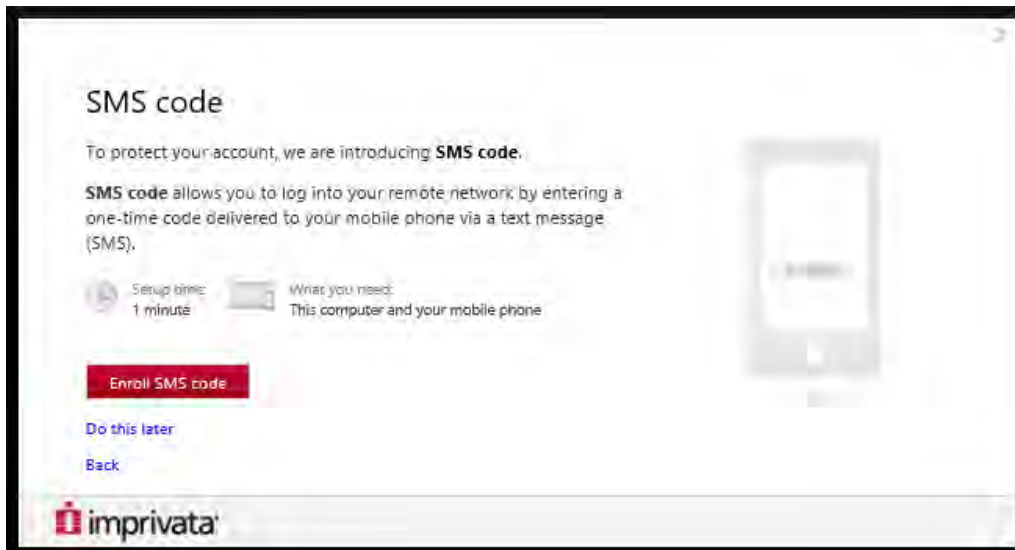 SMS code
To protect your account, we are introducing SMS code.
SMS code allows you to log into your remote network by entering a
one-time code delivered to your mobile phone via a text message
(SMS).
Setup time:
1 minute
What you need:
This computer and your mobile phone
Enroll SMS code
Do this later
Back
imprivata